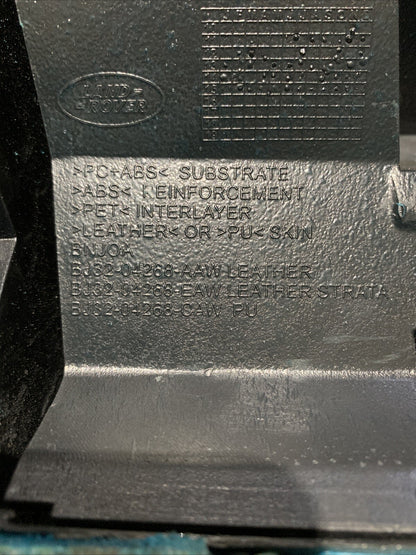 LAND-
-ROVER
>PC+ABS< SUBSTRATE
>ABS< REINFORCEMENT
>PET< INTERLAYER
>LEATHER< OR >PU< SKIN
BNJOA
BJ32-04268-AAW LEATHER
BJ32-04268-EAW LEATHER STRATA
BJ32-04268-CAW PU